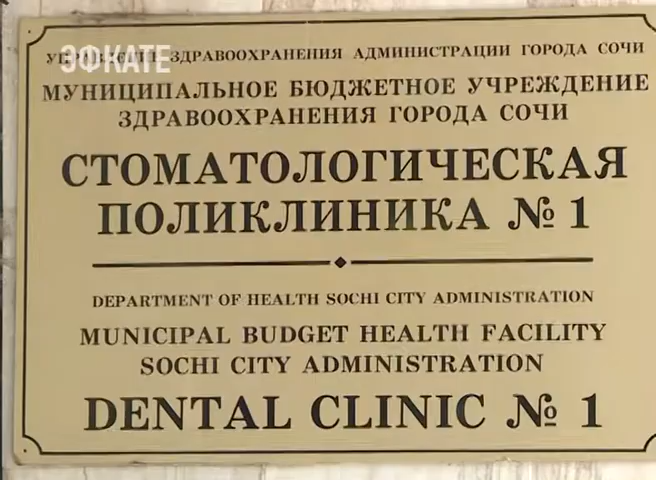 ЭФКАТЕ
УПРАВЛЕНИЕ ЗДРАВООХРАНЕНИЯ АДМИНИСТРАЦИИ ГОРОДА СОЧИ
МУНИЦИПАЛЬНОЕ БЮДЖЕТНОЕ УЧРЕЖДЕНИЕ
ЗДРАВООХРАНЕНИЯ ГОРОДА СОЧИ
СТОМАТОЛОГИЧЕСКАЯ
ПОЛИКЛИНИКА № 1
DEPARTMENT OF HEALTH SOCHI CITY ADMINISTRATION
MUNICIPAL BUDGET HEALTH FACILITY
SOCHI CITY ADMINISTRATION
DENTAL CLINIC № 1